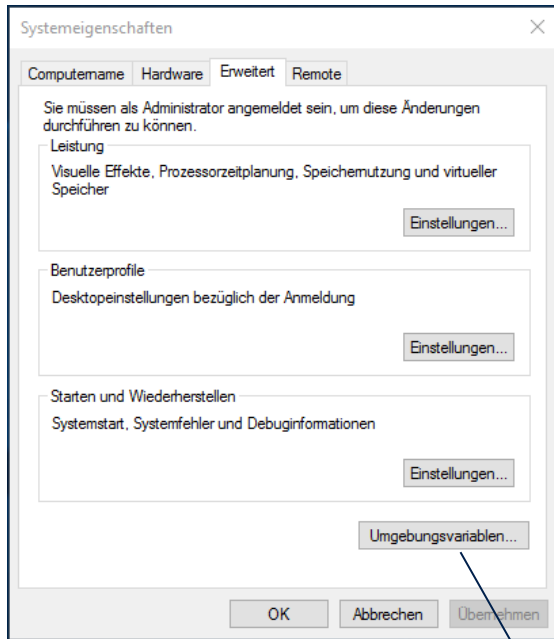 Systemeigenschaften
Computername Hardware Erweitert Remote
Sie müssen als Administrator angemeldet sein, um diese Änderungen
durchführen zu können.
Leistung
Visuelle Effekte, Prozessorzeitplanung, Speichernutzung und virtueller
Speicher
Einstellungen...
Benutzerprofile
Desktopeinstellungen bezüglich der Anmeldung
Einstellungen...
Starten und Wiederherstellen
Systemstart, Systemfehler und Debuginformationen
Einstellungen...
Umgebungsvariablen...
OK Abbrechen Übernehmen